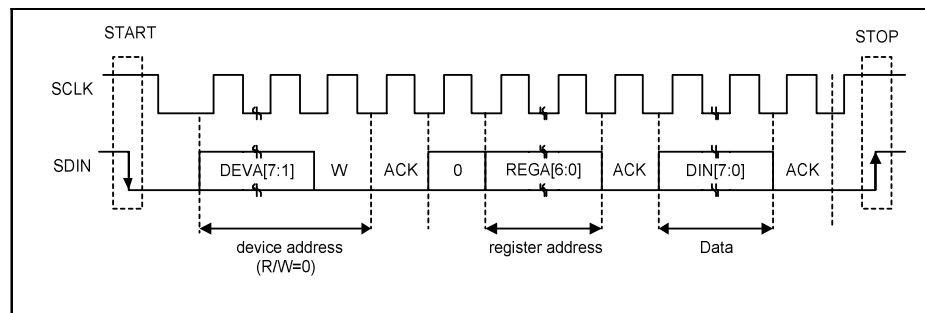 START
STOP
SCLK
SDIN
DEVA[7:1]
W
ACK
0
REGA[6:0]
ACK
DIN[7:0]
ACK
device address
(R/W=0)
register address
Data